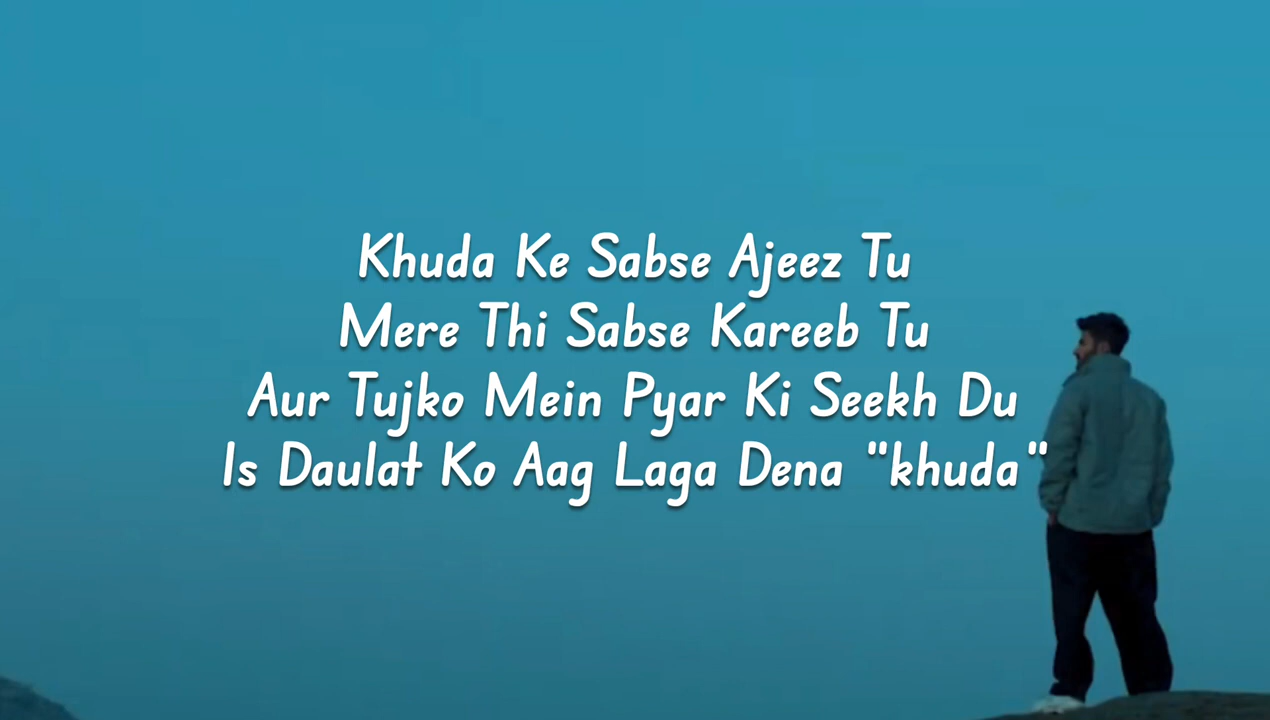 Khuda Ke Sabse Ajeez Tu
Mere Thi Sabse Kareeb Tu
Aur Tujko Mein Pyar Ki Seekh Du
Is Daulat Ko Aag Laga Dena "khuda"